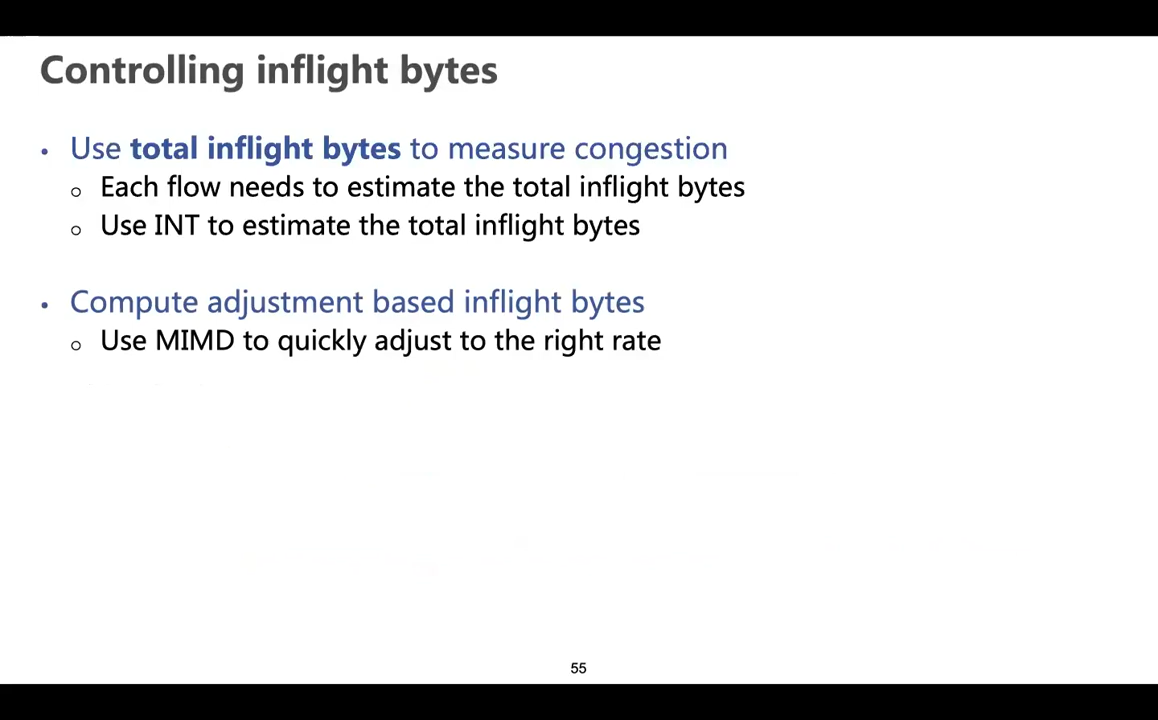 Controlling inflight bytes
• Use total inflight bytes to measure congestion
o Each flow needs to estimate the total inflight bytes
o Use INT to estimate the total inflight bytes
• Compute adjustment based inflight bytes
o Use MIMD to quickly adjust to the right rate
55